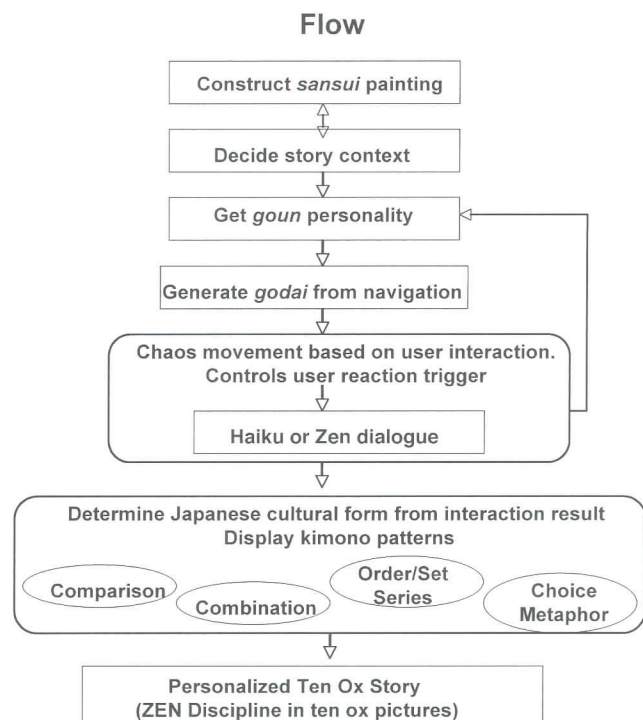 Flow
Construct sansui painting
Decide story context
Get goun personality
Generate godai from navigation
Chaos movement based on user interaction.
Controls user reaction trigger
Haiku or Zen dialogue
Determine Japanese cultural form from interaction result
Display kimono patterns
Comparison
Combination
Order/Set
Series
Choice
Metaphor
Personalized Ten Ox Story
(ZEN Discipline in ten ox pictures)